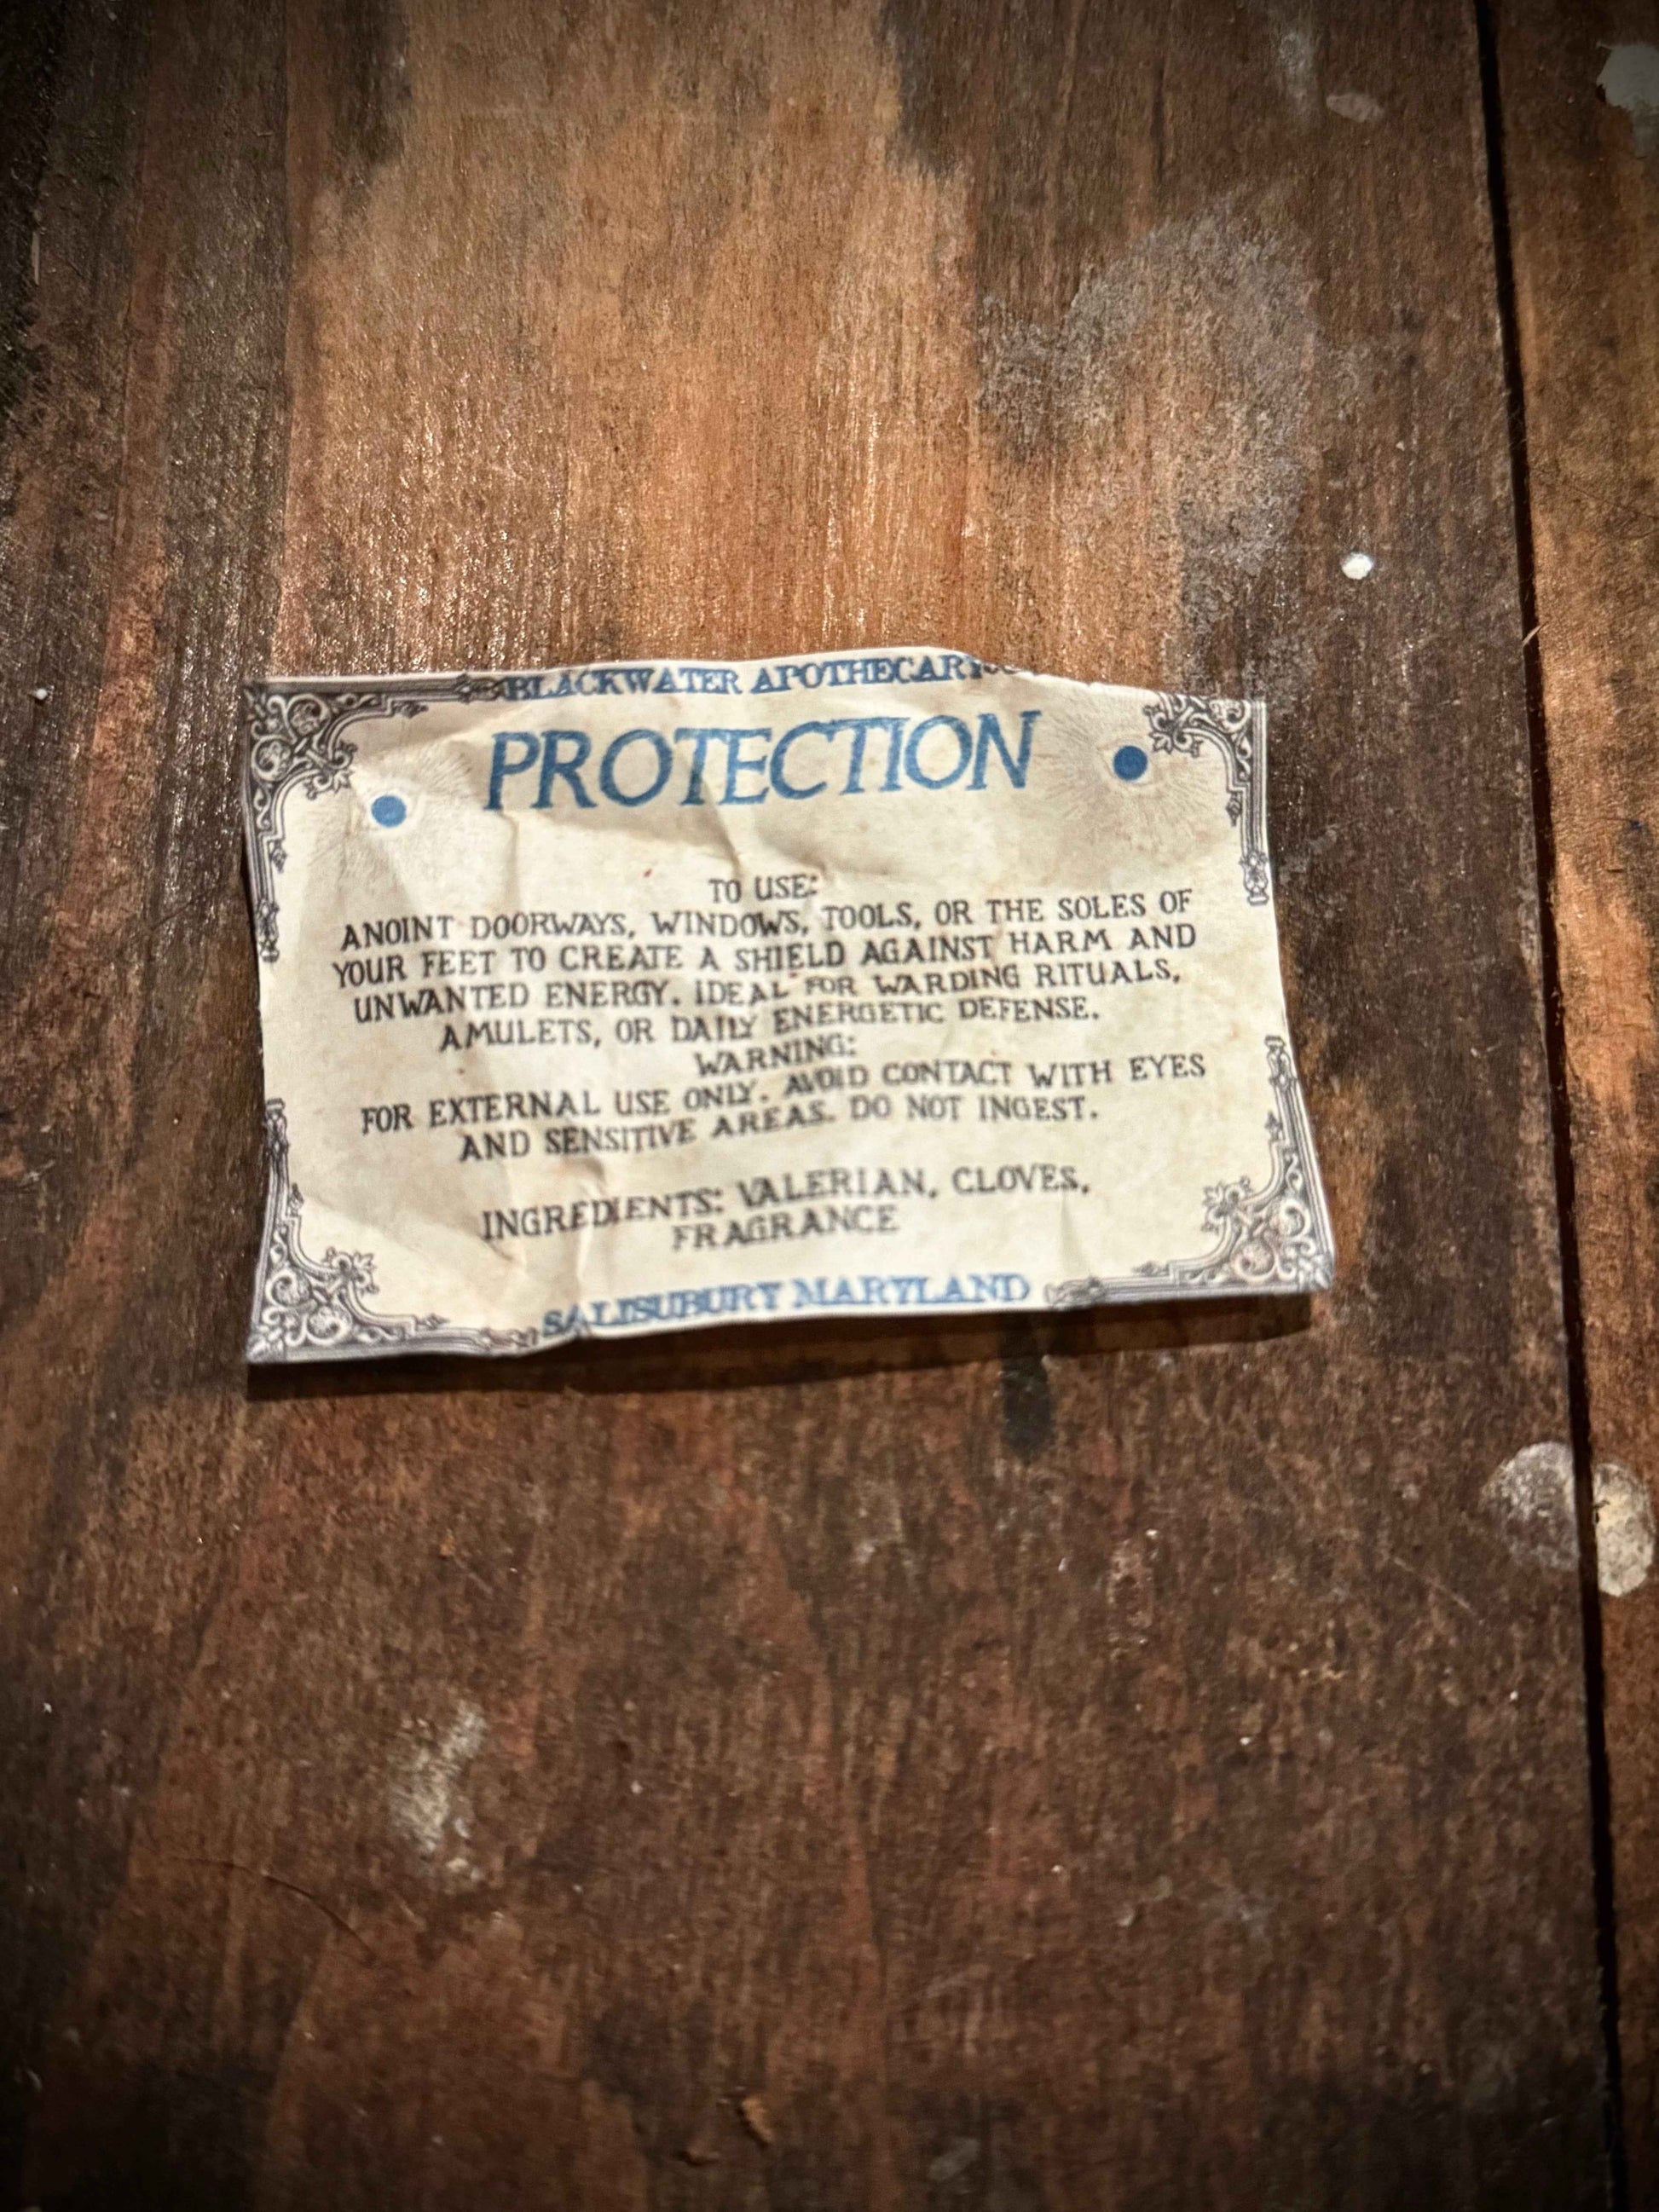 BLACKWATER APOTHECARY
PROTECTION
TO USE:
ANOINT DOORWAYS, WINDOWS, TOOLS, OR THE SOLES OF
YOUR FEET TO CREATE A SHIELD AGAINST HARM AND
UNWANTED ENERGY. IDEAL FOR WARDING RITUALS,
AMULETS, OR DAILY ENERGETIC DEFENSE.
WARNING:
FOR EXTERNAL USE ONLY. AVOID CONTACT WITH EYES
AND SENSITIVE AREAS. DO NOT INGEST.
INGREDIENTS: VALERIAN, CLOVES,
FRAGRANCE
SALISUBURY MARYLAND